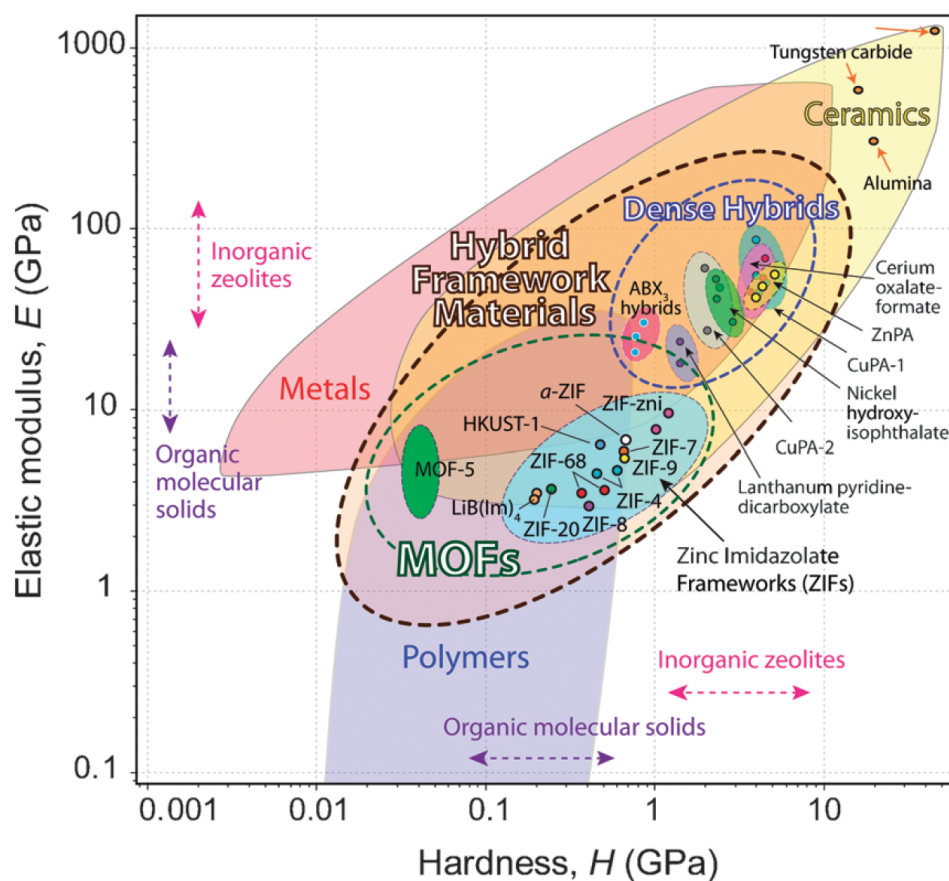 1000
100
10
1
0.1
Elastic modulus, E (GPa)
0.001
0.01
0.1
1
10
Hardness, H (GPa)
Tungsten carbide
Ceramics
Alumina
Inorganic
zeolites
Organic
molecular
solids
Metals
Hybrid
Framework
Materials
Dense Hybrids
ABX3
hybrids
Cerium
oxalate-
formate
ZnPA
CuPA-1
Nickel
hydroxy-
isophthalate
CuPA-2
Lanthanum pyridine-
dicarboxylate
a-ZIF
ZIF-zni
HKUST-1
ZIF-7
MOF-5
ZIF-68
ZIF-9
LiB(Im)4
ZIF-4
ZIF-20
ZIF-8
MOFs
Zinc Imidazolate
Frameworks (ZIFs)
Polymers
Inorganic zeolites
Organic molecular solids